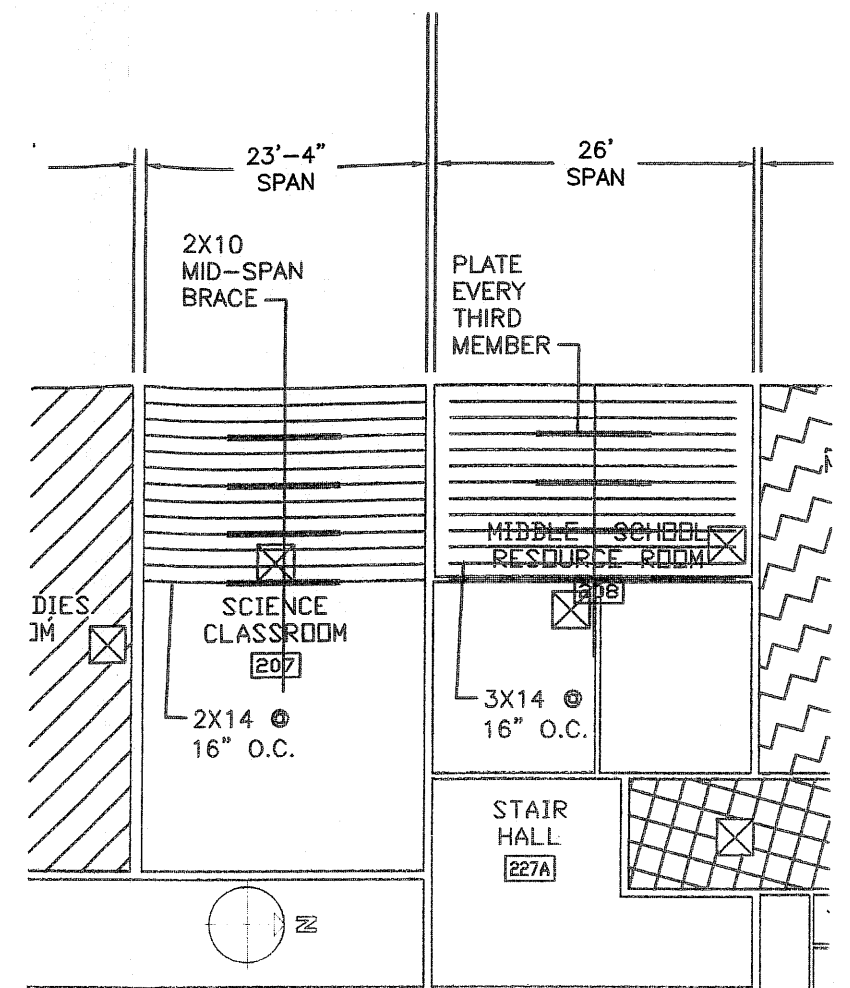 23'-4"
SPAN
26'
SPAN
2X10
MID-SPAN
BRACE
PLATE
EVERY
THIRD
MEMBER
MIDDLE SCHOOL
RESOURCE ROOM
208
DIES
OM
SCIENCE
CLASSROOM
207
2X14 @
16" O.C.
3X14 @
16" O.C.
STAIR
HALL
227A
N